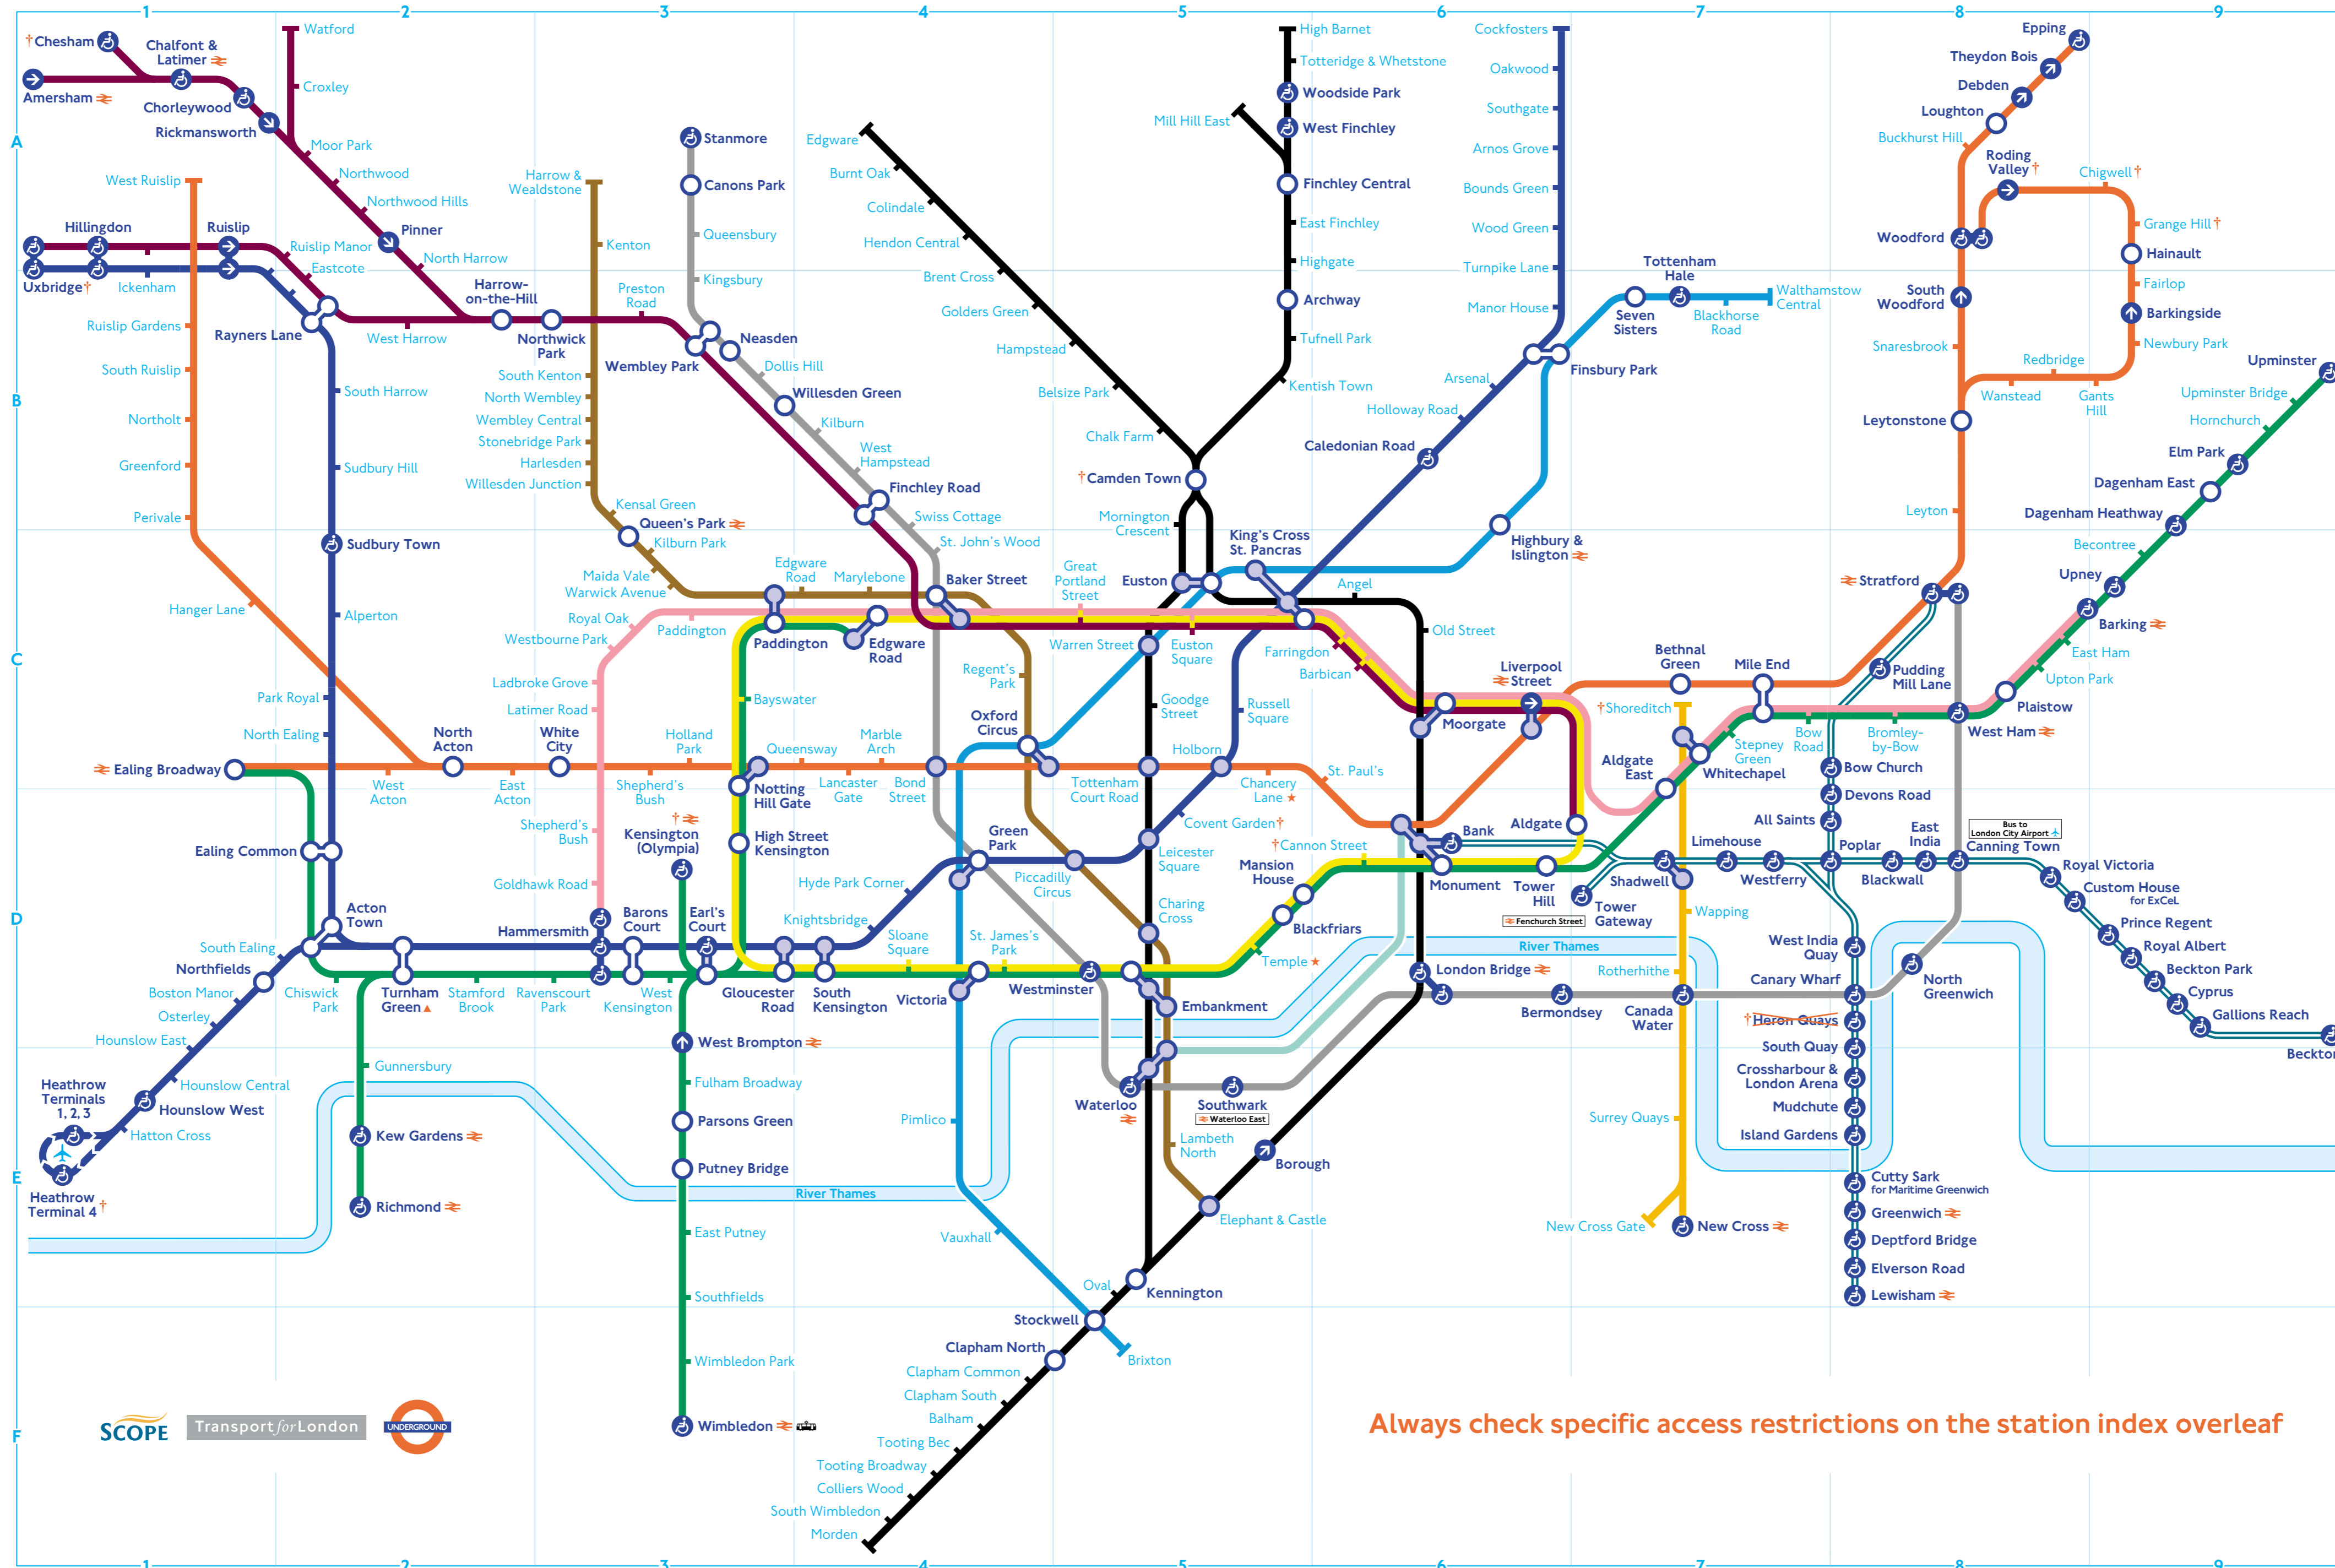 1 2 3 4 5 6 7 8 9
A
B
C
D
E
F
†Chesham
Chalfont &
Latimer
Amersham
Chorleywood
Rickmansworth
Watford
Croxley
Moor Park
Northwood
Northwood Hills
Pinner
North Harrow
Harrow-
on-the-Hill
Northwick
Park
Preston
Road
Wembley Park
West Ruislip
Hillingdon
Ruislip
Ruislip Manor
Eastcote
Uxbridge†
Ickenham
Rayners Lane
West Harrow
Ruislip Gardens
South Ruislip
Northolt
Greenford
Perivale
Hanger Lane
South Harrow
Sudbury Hill
Sudbury Town
Alperton
Park Royal
North Ealing
Ealing Broadway
West
Acton
North
Acton
East
Acton
White
City
Shepherd's
Bush
Holland
Park
Notting
Hill Gate
Queensway
Lancaster
Gate
Marble
Arch
Bond
Street
Oxford
Circus
Tottenham
Court Road
Holborn
Chancery
Lane ★
St. Paul's
Harrow &
Wealdstone
Kenton
South Kenton
North Wembley
Wembley Central
Stonebridge Park
Harlesden
Willesden Junction
Kensal Green
Queen's Park
Kilburn Park
Maida Vale
Warwick Avenue
Edgware
Road
Marylebone
Baker Street
Regent's
Park
Stanmore
Canons Park
Queensbury
Kingsbury
Neasden
Dollis Hill
Willesden Green
Kilburn
West
Hampstead
Finchley Road
Swiss Cottage
St. John's Wood
Edgware
Burnt Oak
Colindale
Hendon Central
Brent Cross
Golders Green
Hampstead
Belsize Park
Chalk Farm
†Camden Town
Mornington
Crescent
Euston
High Barnet
Totteridge & Whetstone
Woodside Park
West Finchley
Mill Hill East
Finchley Central
East Finchley
Highgate
Archway
Tufnell Park
Kentish Town
King's Cross
St. Pancras
Angel
Old Street
Cockfosters
Oakwood
Southgate
Arnos Grove
Bounds Green
Wood Green
Turnpike Lane
Manor House
Finsbury Park
Arsenal
Holloway Road
Caledonian Road
Seven
Sisters
Tottenham
Hale
Blackhorse
Road
Walthamstow
Central
Highbury &
Islington
Epping
Theydon Bois
Debden
Loughton
Buckhurst Hill
Roding
Valley†
Chigwell†
Grange Hill†
Hainault
Fairlop
Barkingside
Newbury Park
Woodford
South
Woodford
Snaresbrook
Redbridge
Wanstead
Gants
Hill
Leytonstone
Leyton
Stratford
Upminster
Upminster Bridge
Hornchurch
Elm Park
Dagenham East
Dagenham Heathway
Becontree
Upney
Barking
East Ham
Upton Park
Plaistow
West Ham
Bromley-
by-Bow
Bow
Road
Mile End
Bethnal
Green
Stepney
Green
Whitechapel
Aldgate
East
†Shoreditch
Liverpool
Street
Moorgate
Barbican
Farringdon
Great
Portland
Street
Euston
Square
Warren Street
Goodge
Street
Russell
Square
Royal Oak
Westbourne Park
Paddington
Paddington
Edgware
Road
Bayswater
Ladbroke Grove
Latimer Road
Shepherd's
Bush
Goldhawk Road
Hammersmith
†
Kensington
(Olympia)
High Street
Kensington
Pudding
Mill Lane
Bow Church
Devons Road
All Saints
Poplar
Limehouse
Westferry
Shadwell
Blackwall
East
India
Bus to
London City Airport
Canning Town
Royal Victoria
Custom House
for ExCeL
Prince Regent
Royal Albert
Beckton Park
Cyprus
Gallions Reach
Aldgate
Tower
Hill
Tower
Gateway
Fenchurch Street
Bank
Monument
†Cannon Street
Mansion
House
Blackfriars
Temple ★
Covent Garden†
Leicester
Square
Piccadilly
Circus
Green
Park
Hyde Park Corner
Knightsbridge
Charing
Cross
Embankment
Westminster
St. James's
Park
Victoria
Sloane
Square
South
Kensington
Gloucester
Road
Earl's
Court
Barons
Court
West
Kensington
Ravenscourt
Park
Stamford
Brook
Turnham
Green
Chiswick
Park
Acton
Town
Ealing Common
South Ealing
Northfields
Boston Manor
Osterley
Hounslow East
Hounslow Central
Hounslow West
Hatton Cross
Heathrow
Terminals
1, 2, 3
Heathrow
Terminal 4†
Gunnersbury
Kew Gardens
Richmond
West Brompton
Fulham Broadway
Parsons Green
Putney Bridge
East Putney
Southfields
Wimbledon Park
Wimbledon
River Thames
River Thames
Pimlico
Vauxhall
Stockwell
Brixton
Waterloo
Southwark
Waterloo East
Lambeth
North
Elephant & Castle
Borough
London Bridge
Bermondsey
Canada
Water
Wapping
Rotherhithe
Surrey Quays
New Cross Gate
New Cross
West India
Quay
Canary Wharf
North
Greenwich
†Heron Quays
South Quay
Crossharbour &
London Arena
Mudchute
Island Gardens
Cutty Sark
for Maritime Greenwich
Greenwich
Deptford Bridge
Elverson Road
Lewisham
Kennington
Oval
Clapham North
Clapham Common
Clapham South
Balham
Tooting Bec
Tooting Broadway
Colliers Wood
South Wimbledon
Morden
SCOPE
Transport for London
UNDERGROUND
Always check specific access restrictions on the station index overleaf
1 2 3 4 5 6 7 8 9